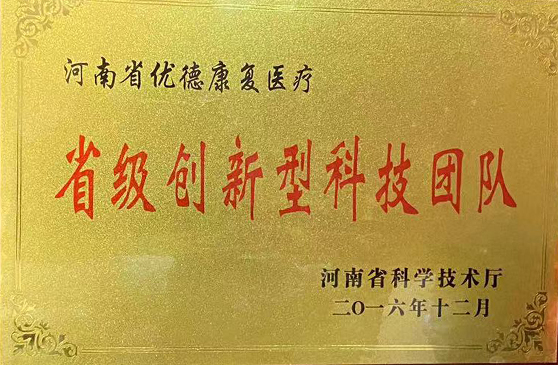 河南省优德康复医疗
省级创新型科技团队
河南省科学技术厅
二〇一六年十二月